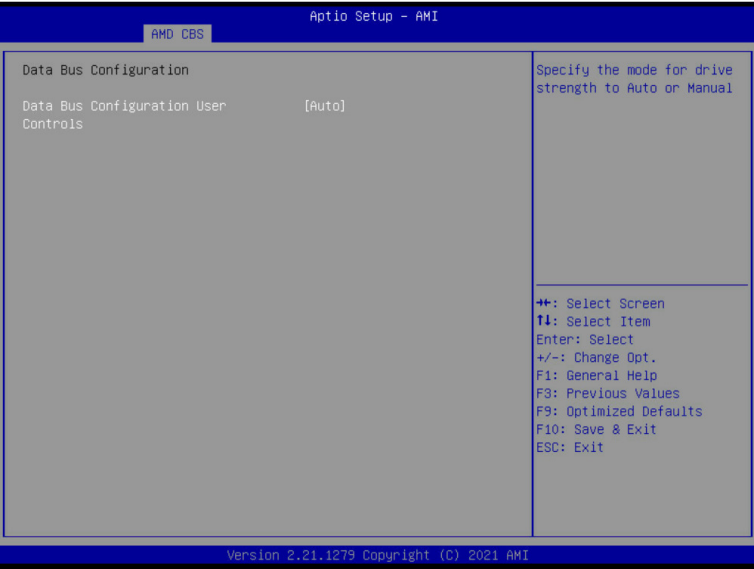 Aptio Setup – AMI
AMD CBS
Data Bus Configuration
Data Bus Configuration User [Auto]
Controls
Specify the mode for drive
strength to Auto or Manual
→←: Select Screen
↑↓: Select Item
Enter: Select
+/-: Change Opt.
F1: General Help
F3: Previous Values
F9: Optimized Defaults
F10: Save & Exit
ESC: Exit
Version 2.21.1279 Copyright (C) 2021 AMI